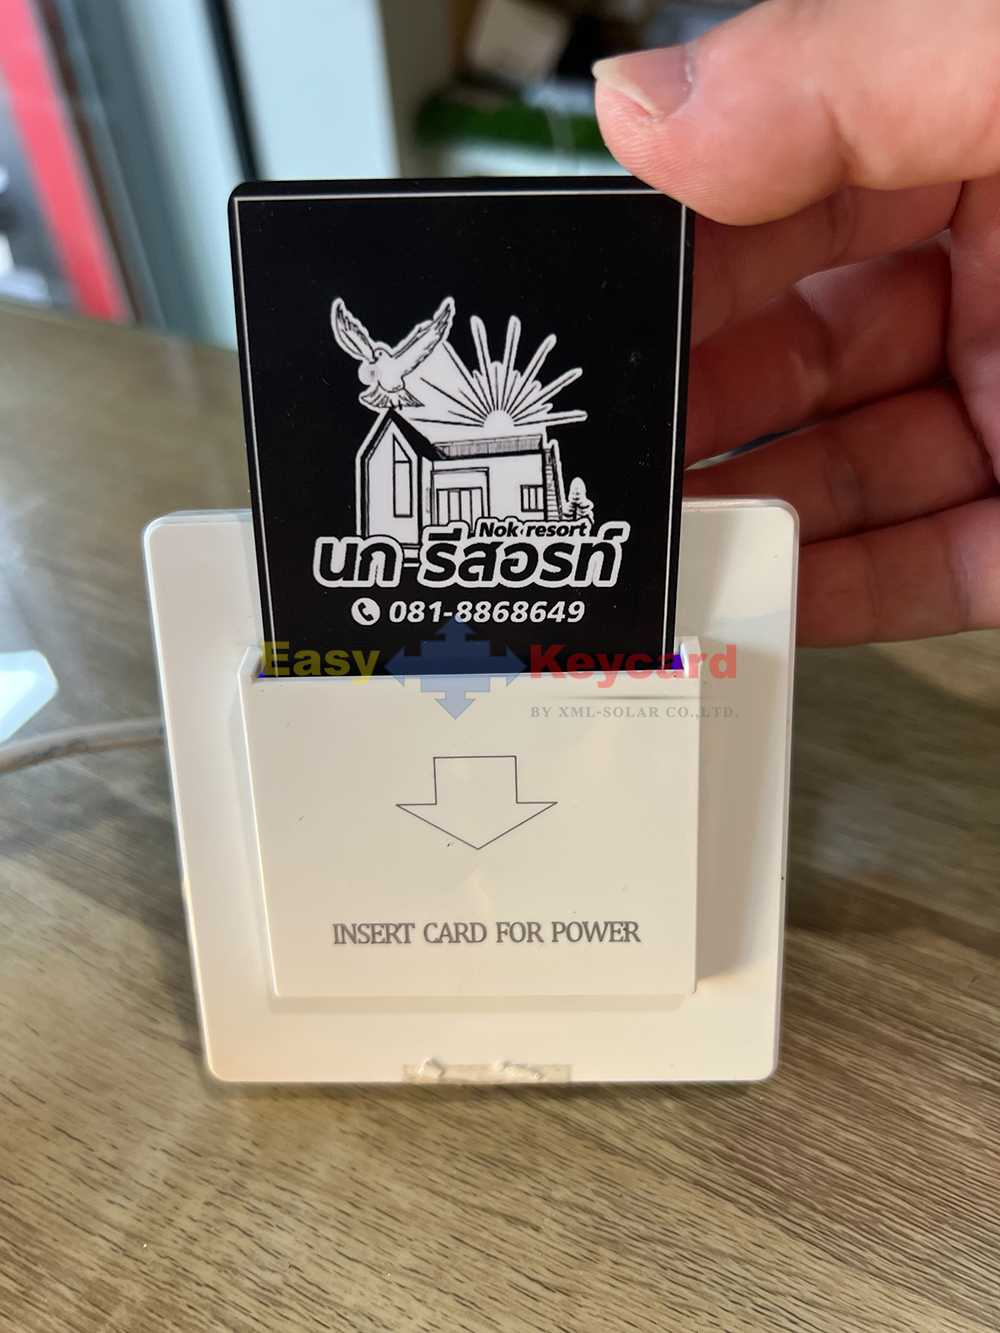 Nok resort
นก-รีสอร์ท
081-8868649
Easy Keycard
BY XML-SOLAR CO.,LTD.
INSERT CARD FOR POWER